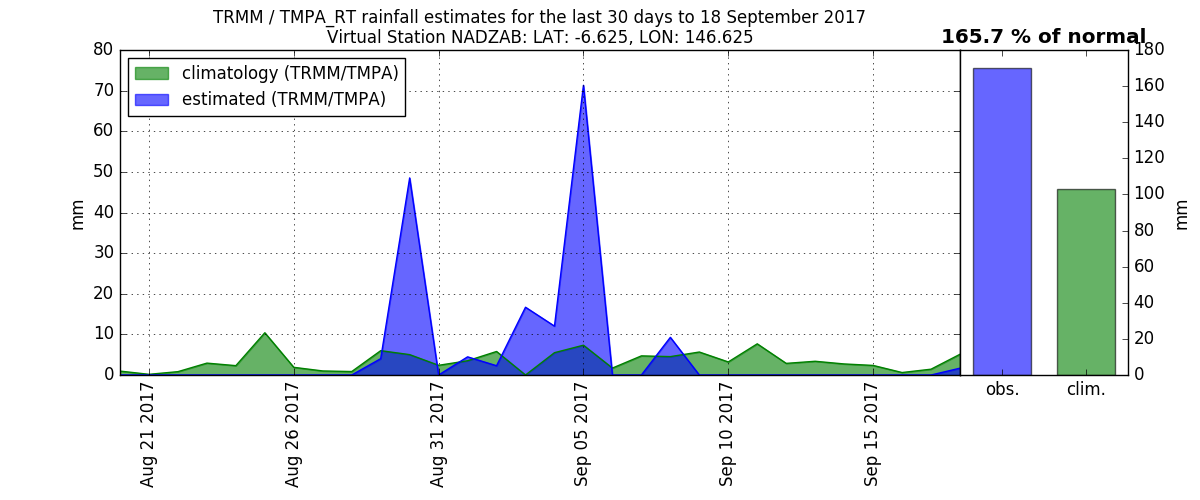 TRMM / TMPA_RT rainfall estimates for the last 30 days to 18 September 2017
Virtual Station NADZAB: LAT: -6.625, LON: 146.625
165.7 % of normal
climatology (TRMM/TMPA)
estimated (TRMM/TMPA)
80
70
60
50
40
30
20
10
0
mm
Aug 21 2017
Aug 26 2017
Aug 31 2017
Sep 05 2017
Sep 10 2017
Sep 15 2017
obs.
clim.
180
160
140
120
100
80
60
40
20
0
mm